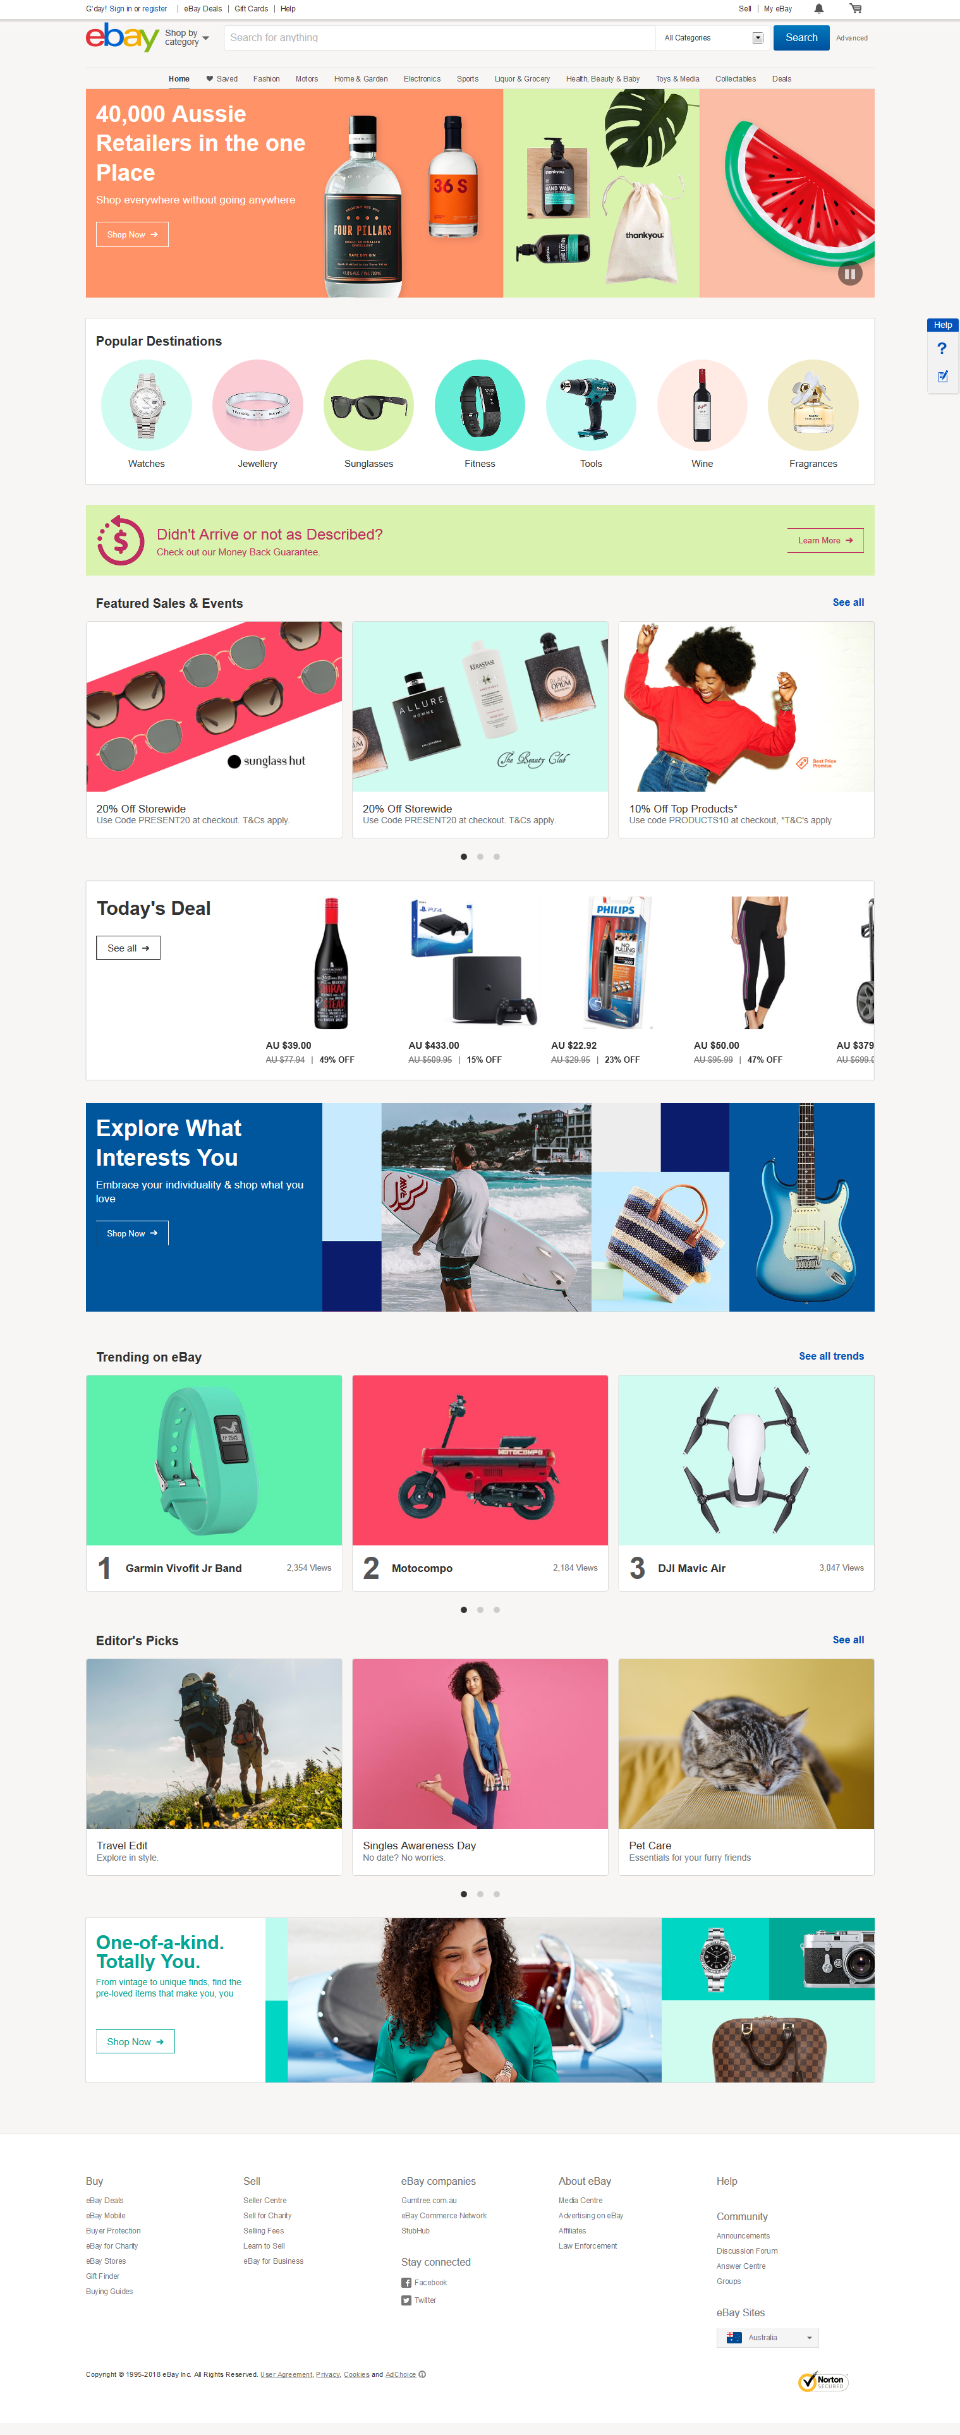 G'day! Sign in or register | eBay Deals | Gift Cards | Help
Sell | My eBay
ebay
Shop by category
Search for anything
All Categories
Search
Advanced
Home Saved Fashion Motors Home & Garden Electronics Sports Liquor & Grocery Health, Beauty & Baby Toys & Media Collectables Deals
40,000 Aussie
Retailers in the one
Place
Shop everywhere without going anywhere
Shop Now
FOUR PILLARS
36 S
thankyou
HAND WASH
thankyou.
Help
?
Popular Destinations
Watches Jewellery Sunglasses Fitness Tools Wine Fragrances
$
Didn't Arrive or not as Described?
Check out our Money Back Guarantee.
Learn More
Featured Sales & Events
See all
sunglass hut
ALLURE
HOMME
KERASTASE
BLACK
OPIUM
The Beauty Club
Best Price
Promise
20% Off Storewide
Use Code PRESENT20 at checkout. T&Cs apply.
20% Off Storewide
Use Code PRESENT20 at checkout. T&Cs apply.
10% Off Top Products*
Use code PRODUCTS10 at checkout, *T&C's apply
Today's Deal
See all
PS4
PHILIPS
AU $39.00
AU $77.94 | 49% OFF
AU $433.00
AU $509.95 | 15% OFF
AU $22.92
AU $29.95 | 23% OFF
AU $50.00
AU $95.99 | 47% OFF
AU $379
AU $699.0
Explore What
Interests You
Embrace your individuality & shop what you
love
Shop Now
Trending on eBay
See all trends
MOTOCOMPO
1 Garmin Vivofit Jr Band 2,354 Views
2 Motocompo 2,184 Views
3 DJI Mavic Air 3,047 Views
Editor's Picks
See all
Travel Edit
Explore in style.
Singles Awareness Day
No date? No worries.
Pet Care
Essentials for your furry friends
One-of-a-kind.
Totally You.
From vintage to unique finds, find the
pre-loved items that make you, you
Shop Now
Buy
eBay Deals
eBay Mobile
Buyer Protection
eBay for Charity
eBay Stores
Gift Finder
Buying Guides
Sell
Seller Centre
Sell for Charity
Selling Fees
Learn to Sell
eBay for Business
eBay companies
Gumtree.com.au
eBay Commerce Network
StubHub
Stay connected
Facebook
Twitter
About eBay
Media Centre
Advertising on eBay
Affiliates
Law Enforcement
Help
Community
Announcements
Discussion Forum
Answer Centre
Groups
eBay Sites
Australia
Copyright © 1995-2018 eBay Inc. All Rights Reserved. User Agreement, Privacy, Cookies and AdChoice
Norton
SECURED